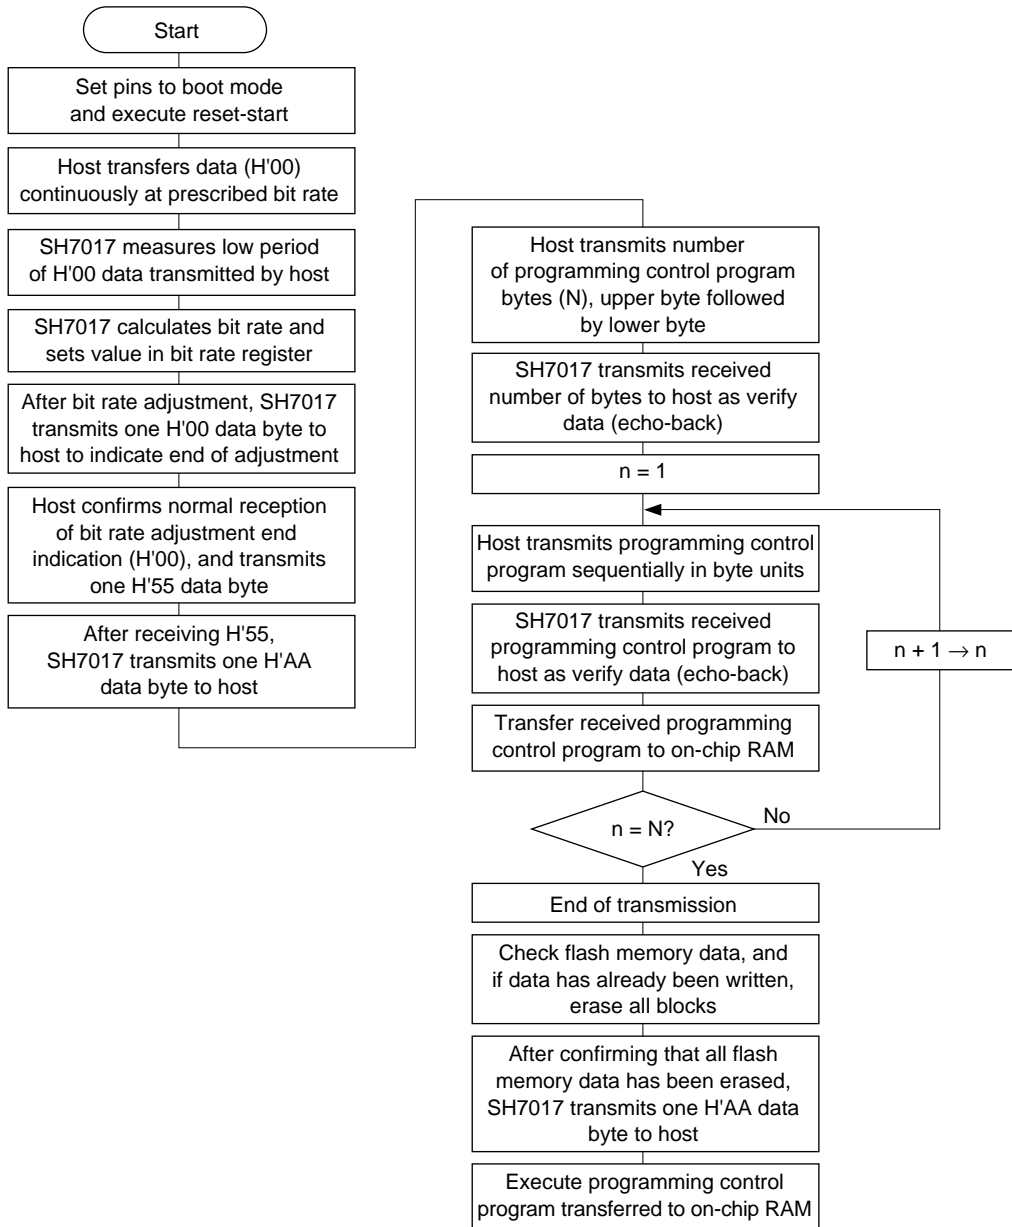 Start
Set pins to boot mode
and execute reset-start
Host transfers data (H'00)
continuously at prescribed bit rate
SH7017 measures low period
of H'00 data transmitted by host
SH7017 calculates bit rate and
sets value in bit rate register
After bit rate adjustment, SH7017
transmits one H'00 data byte to
host to indicate end of adjustment
Host confirms normal reception
of bit rate adjustment end
indication (H'00), and transmits
one H'55 data byte
After receiving H'55,
SH7017 transmits one H'AA
data byte to host
Host transmits number
of programming control program
bytes (N), upper byte followed
by lower byte
SH7017 transmits received
number of bytes to host as verify
data (echo-back)
n = 1
Host transmits programming control
program sequentially in byte units
SH7017 transmits received
programming control program to
host as verify data (echo-back)
n + 1 → n
Transfer received programming
control program to on-chip RAM
n = N?
No
Yes
End of transmission
Check flash memory data, and
if data has already been written,
erase all blocks
After confirming that all flash
memory data has been erased,
SH7017 transmits one H'AA data
byte to host
Execute programming control
program transferred to on-chip RAM